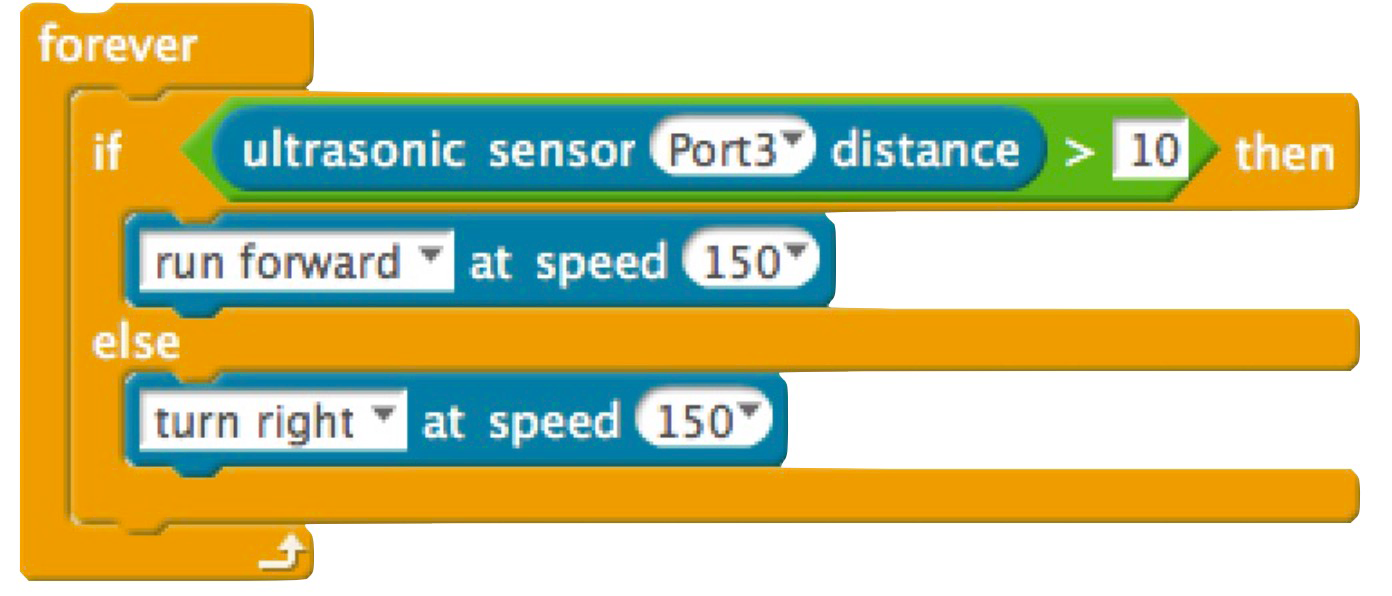 forever
if ultrasonic sensor Port3 distance > 10 then
run forward at speed 150
else
turn right at speed 150